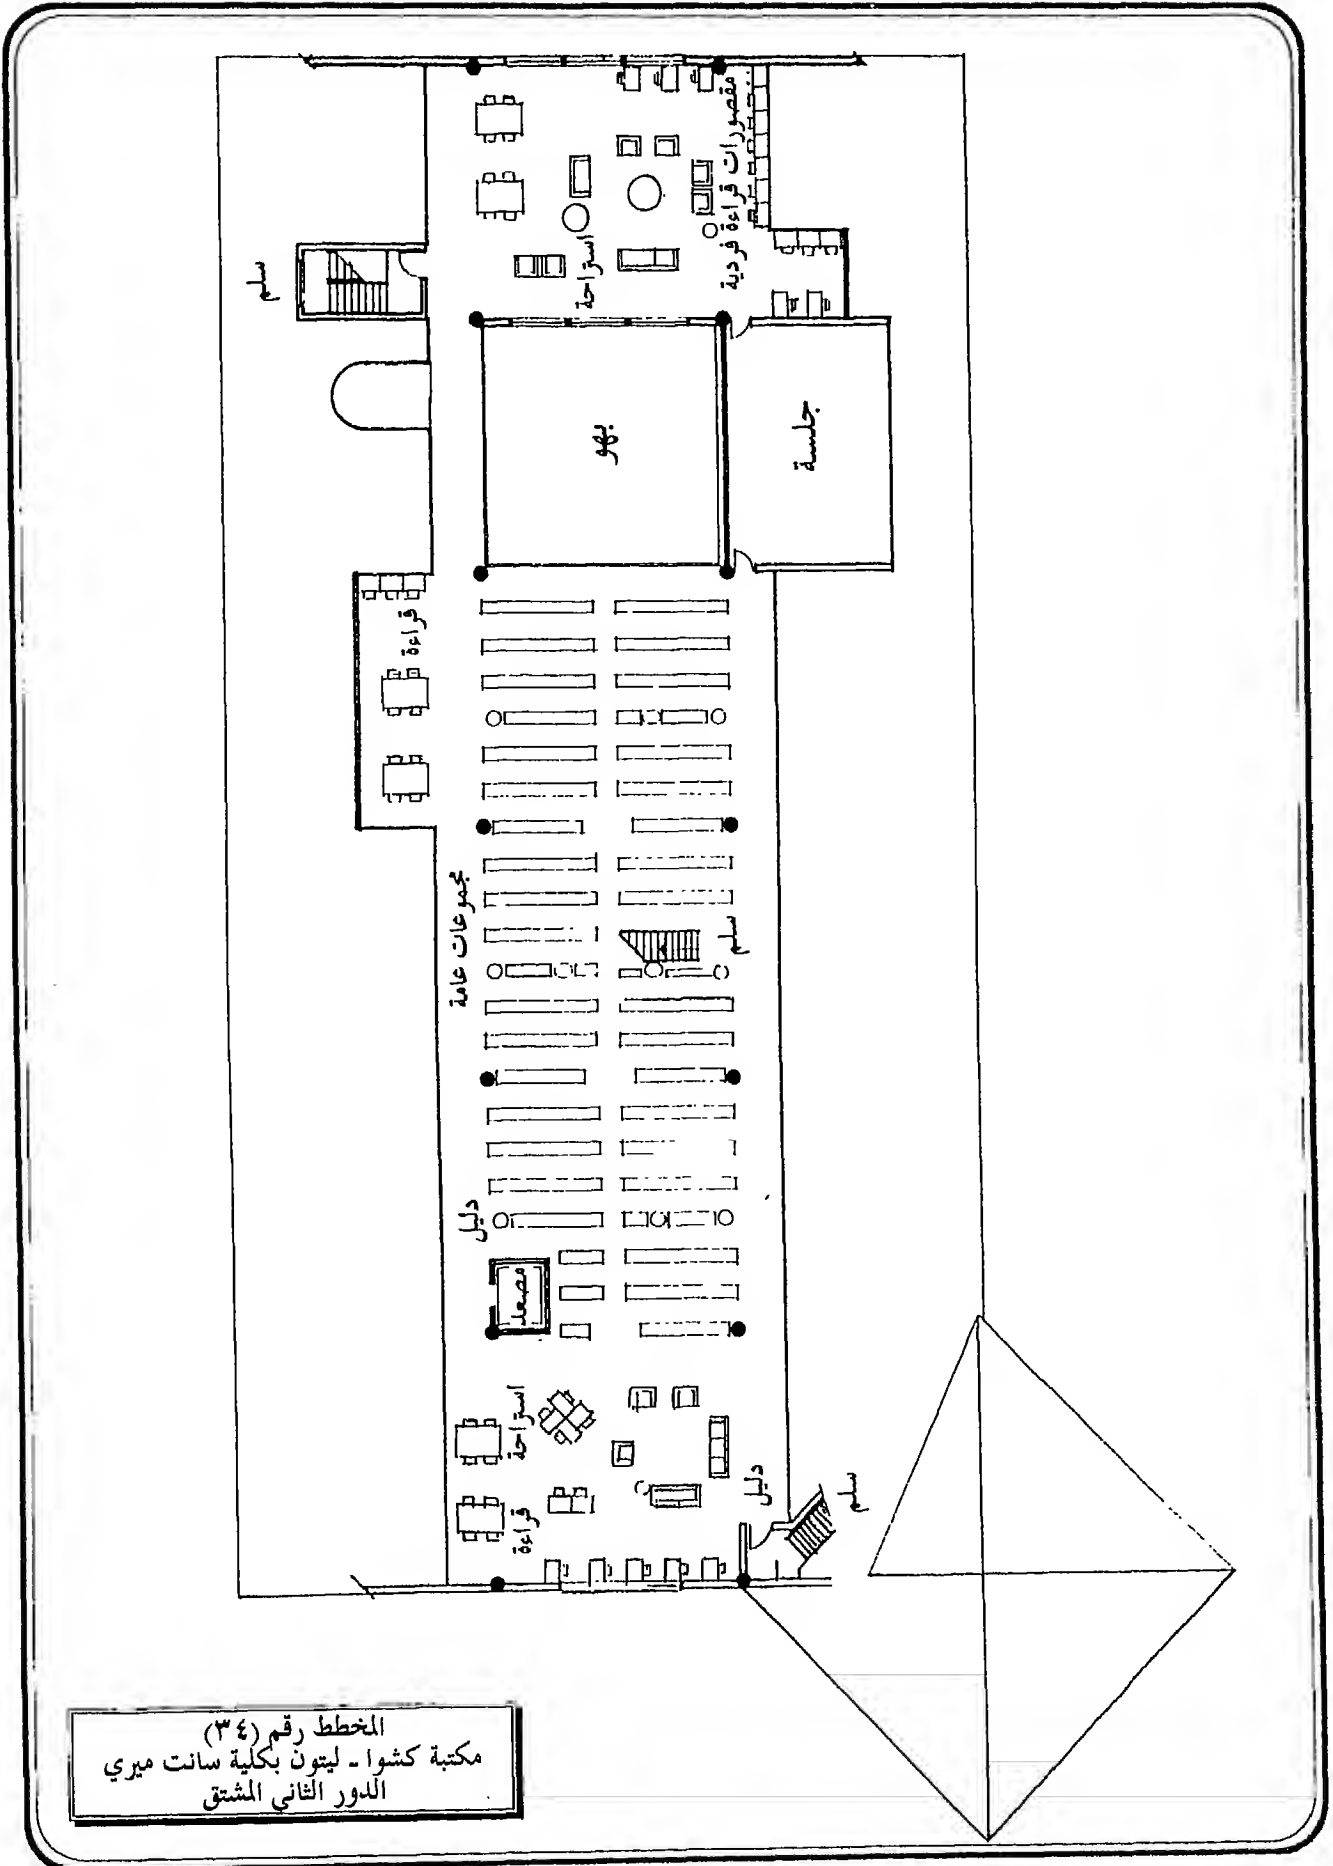 مقصورات قراءة فردية
استراحة
سلم
بهو
جلسة
قراءة
مجموعات عامة
سلم
دليل
مصعد
استراحة
قراءة
دليل
سلم
المخطط رقم (٣٤)
مكتبة كشوا ـ ليتون بكلية سانت ميري
الدور الثاني المشتق